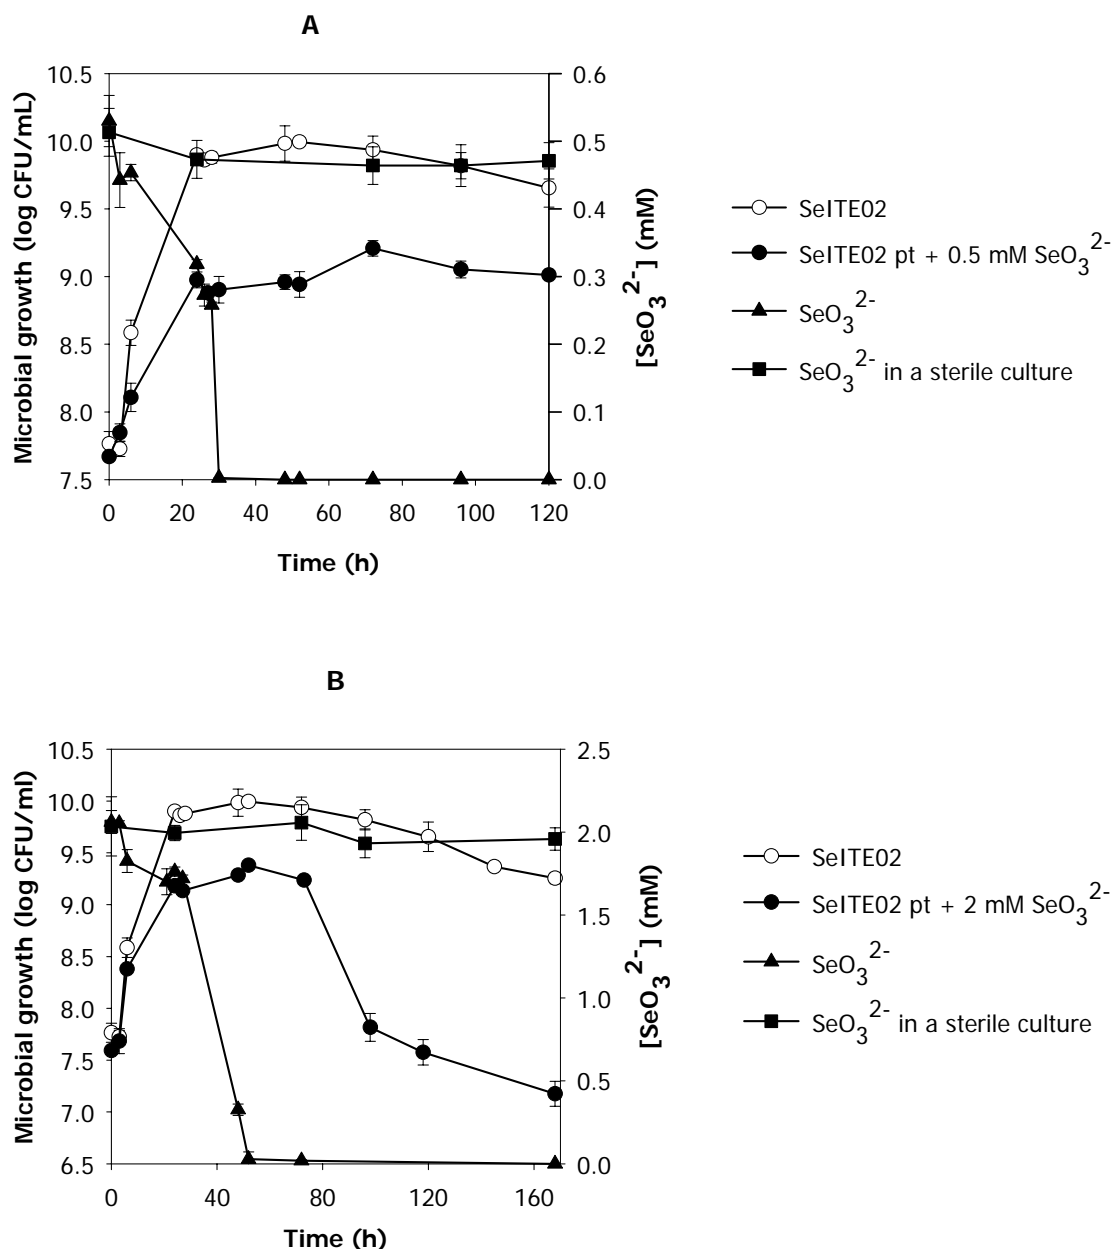 A
10.5
10.0
9.5
9.0
8.5
8.0
7.5
Microbial growth (log CFU/mL)
0 20 40 60 80 100 120
Time (h)
0.6
0.5
0.4
0.3
0.2
0.1
0.0
[SeO3 2-] (mM)
SeITE02
SeITE02 pt + 0.5 mM SeO3 2-
SeO3 2-
SeO3 2- in a sterile culture
B
10.5
10.0
9.5
9.0
8.5
8.0
7.5
7.0
6.5
Microbial growth (log CFU/ml)
0 40 80 120 160
Time (h)
2.5
2.0
1.5
1.0
0.5
0.0
[SeO3 2-] (mM)
SeITE02
SeITE02 pt + 2 mM SeO3 2-
SeO3 2-
SeO3 2- in a sterile culture